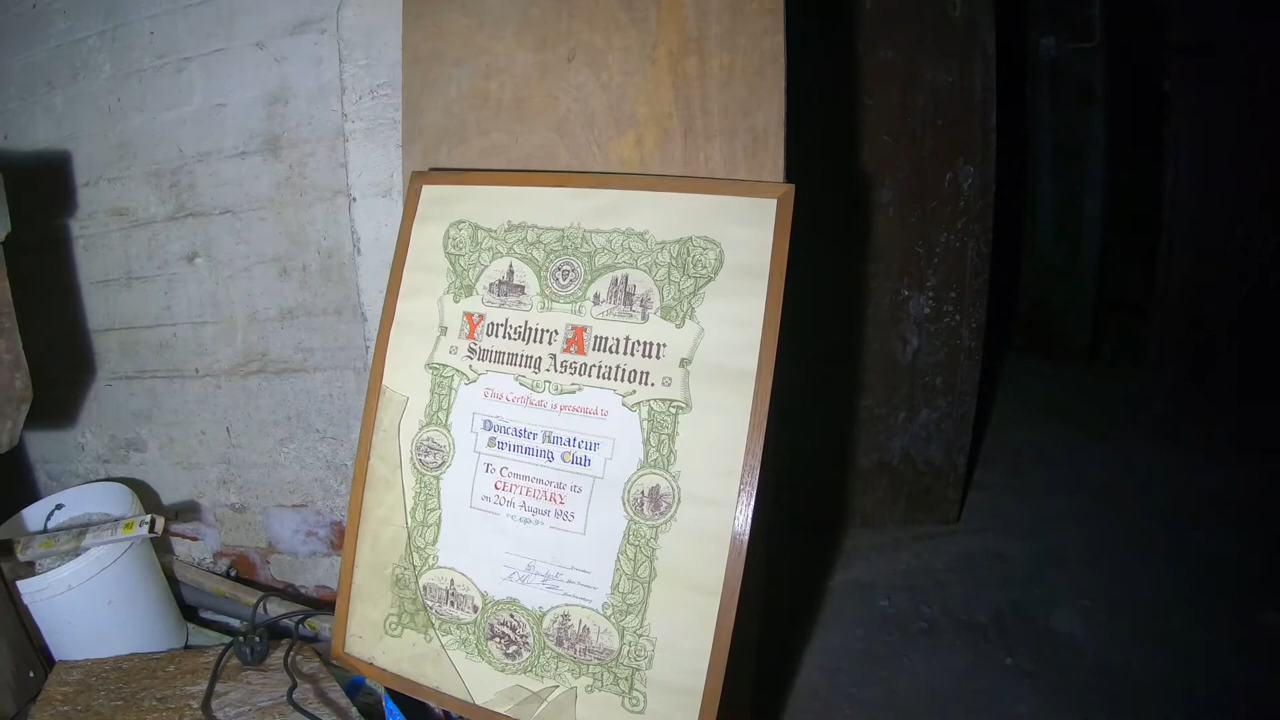 Yorkshire Amateur
Swimming Association.
This Certificate is presented to
Doncaster Amateur
Swimming Club
To Commemorate its
CENTENARY
on 20th August 1985